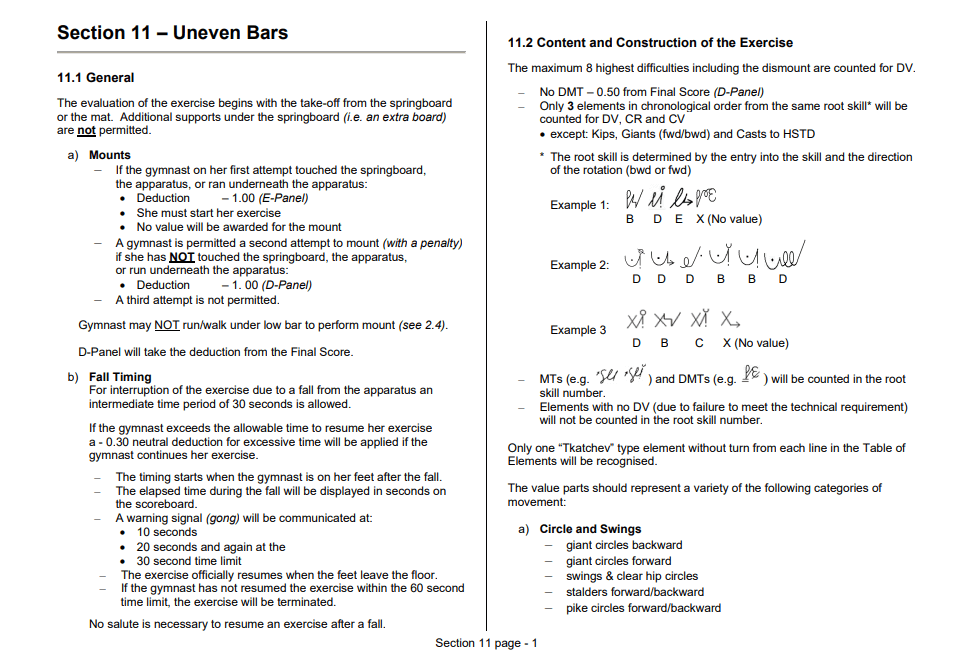 Section 11 – Uneven Bars
11.1 General
The evaluation of the exercise begins with the take-off from the springboard
or the mat.  Additional supports under the springboard (i.e. an extra board)
are not permitted.
a) Mounts
– If the gymnast on her first attempt touched the springboard,
the apparatus, or ran underneath the apparatus:
• Deduction – 1.00 (E-Panel)
• She must start her exercise
• No value will be awarded for the mount
– A gymnast is permitted a second attempt to mount (with a penalty)
if she has NOT touched the springboard, the apparatus,
or run underneath the apparatus:
• Deduction – 1. 00 (D-Panel)
– A third attempt is not permitted.
Gymnast may NOT run/walk under low bar to perform mount (see 2.4).
D-Panel will take the deduction from the Final Score.
b) Fall Timing
For interruption of the exercise due to a fall from the apparatus an
intermediate time period of 30 seconds is allowed.
If the gymnast exceeds the allowable time to resume her exercise
a - 0.30 neutral deduction for excessive time will be applied if the
gymnast continues her exercise.
– The timing starts when the gymnast is on her feet after the fall.
– The elapsed time during the fall will be displayed in seconds on
the scoreboard.
– A warning signal (gong) will be communicated at:
• 10 seconds
• 20 seconds and again at the
• 30 second time limit
– The exercise officially resumes when the feet leave the floor.
– If the gymnast has not resumed the exercise within the 60 second
time limit, the exercise will be terminated.
No salute is necessary to resume an exercise after a fall.
11.2 Content and Construction of the Exercise
The maximum 8 highest difficulties including the dismount are counted for DV.
– No DMT – 0.50 from Final Score (D-Panel)
– Only 3 elements in chronological order from the same root skill* will be
counted for DV, CR and CV
• except: Kips, Giants (fwd/bwd) and Casts to HSTD
* The root skill is determined by the entry into the skill and the direction
of the rotation (bwd or fwd)
Example 1:
B D E X (No value)
Example 2:
D D D B B D
Example 3
D B C X (No value)
– MTs (e.g. ) and DMTs (e.g. ) will be counted in the root
skill number.
– Elements with no DV (due to failure to meet the technical requirement)
will not be counted in the root skill number.
Only one “Tkatchev” type element without turn from each line in the Table of
Elements will be recognised.
The value parts should represent a variety of the following categories of
movement:
a) Circle and Swings
– giant circles backward
– giant circles forward
– swings & clear hip circles
– stalders forward/backward
– pike circles forward/backward
Section 11 page - 1